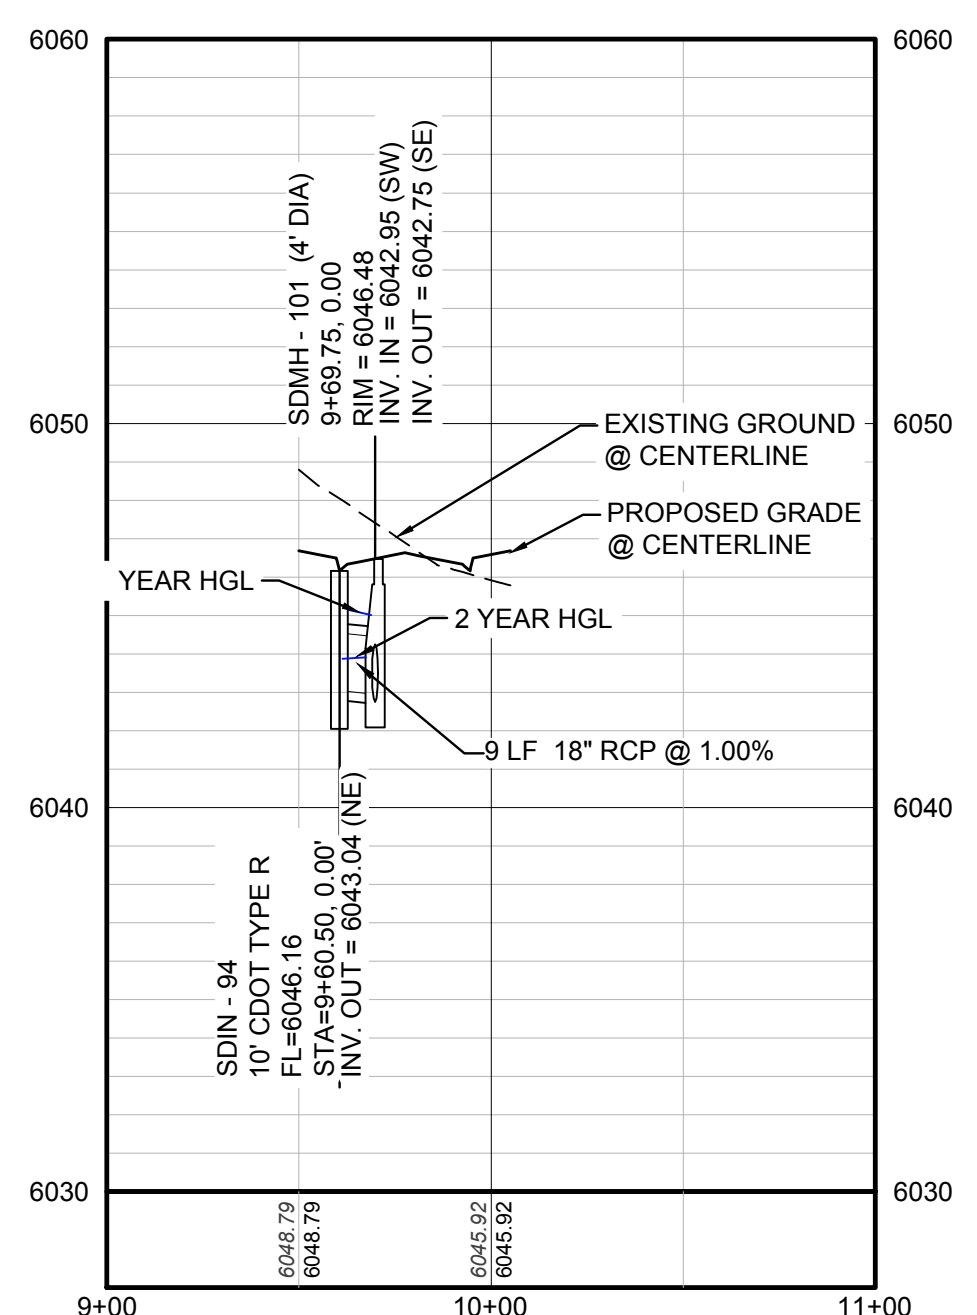 6060
6060
SDMH - 101 (4' DIA)
9+69.75, 0.00
RIM = 6046.48
INV. IN = 6042.95 (SW)
INV. OUT = 6042.75 (SE)
6050
6050
EXISTING GROUND
@ CENTERLINE
PROPOSED GRADE
@ CENTERLINE
YEAR HGL
2 YEAR HGL
9 LF 18" RCP @ 1.00%
6040
6040
SDIN - 94
10' CDOT TYPE R
FL=6046.16
STA=9+60.50, 0.00'
INV. OUT = 6043.04 (NE)
6030
6030
6048.79
6048.79
6045.92
6045.92
9+00
10+00
11+00